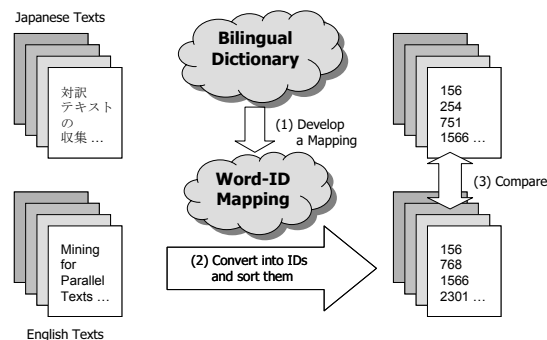 Japanese Texts
対訳
テキスト
の
収集 ...
Bilingual
Dictionary
(1) Develop
a Mapping
Word-ID
Mapping
156
254
751
1566 ...
(3) Compare
Mining
for
Parallel
Texts ...
English Texts
(2) Convert into IDs
and sort them
156
768
1566
2301 ...